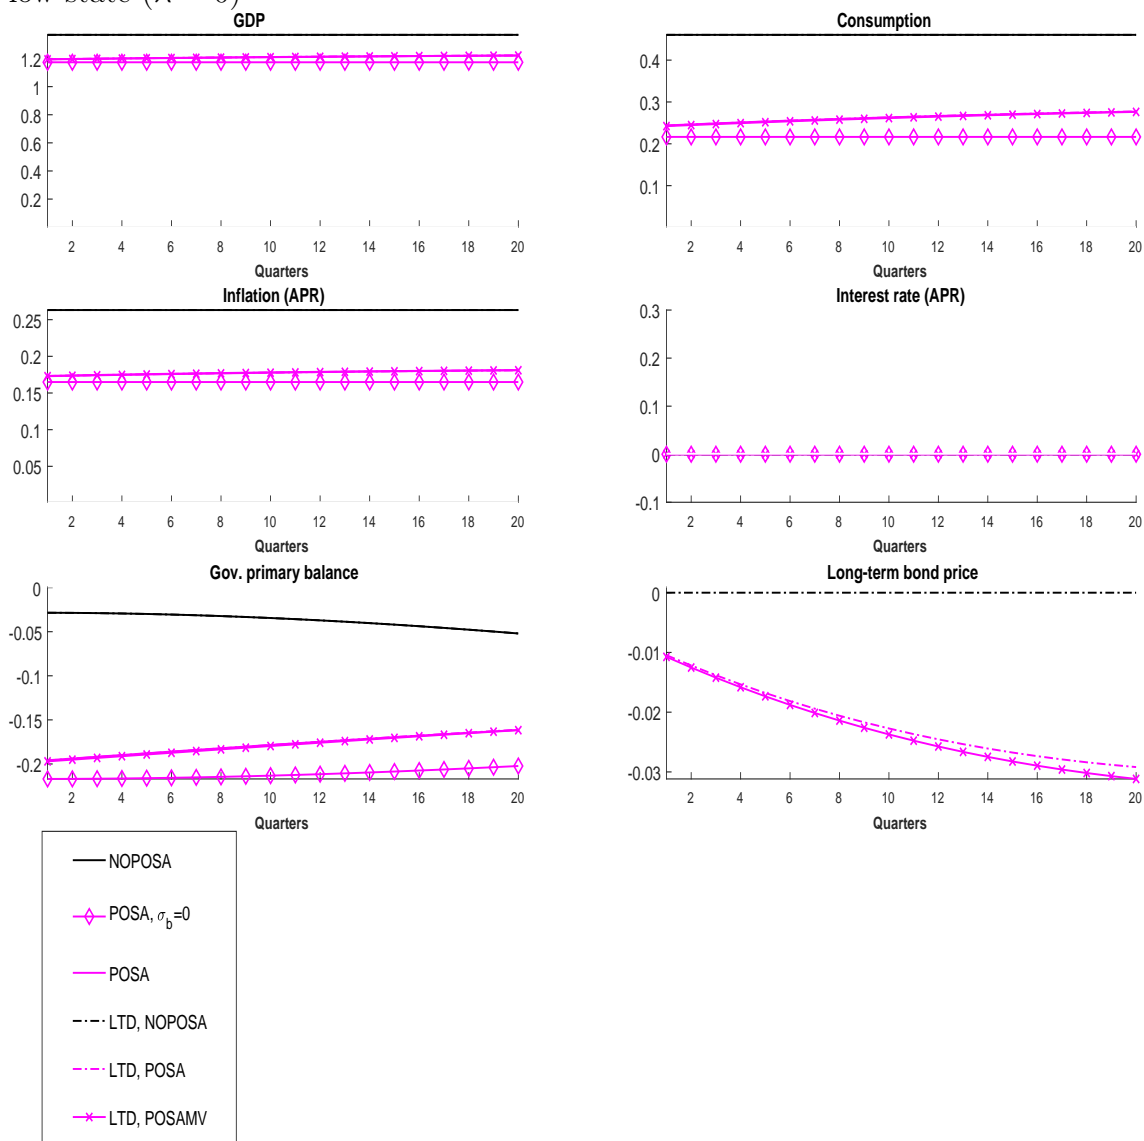 GDP
Consumption
1.2
1
0.8
0.6
0.4
0.2
2 4 6 8 10 12 14 16 18 20
Quarters
0.4
0.3
0.2
0.1
2 4 6 8 10 12 14 16 18 20
Quarters
Inflation (APR)
Interest rate (APR)
0.25
0.2
0.15
0.1
0.05
2 4 6 8 10 12 14 16 18 20
Quarters
0.3
0.2
0.1
0
-0.1
2 4 6 8 10 12 14 16 18 20
Quarters
Gov. primary balance
Long-term bond price
0
-0.05
-0.1
-0.15
-0.2
2 4 6 8 10 12 14 16 18 20
Quarters
0
-0.01
-0.02
-0.03
2 4 6 8 10 12 14 16 18 20
Quarters
NOPOSA
POSA, σ_b=0
POSA
LTD, NOPOSA
LTD, POSA
LTD, POSAMV